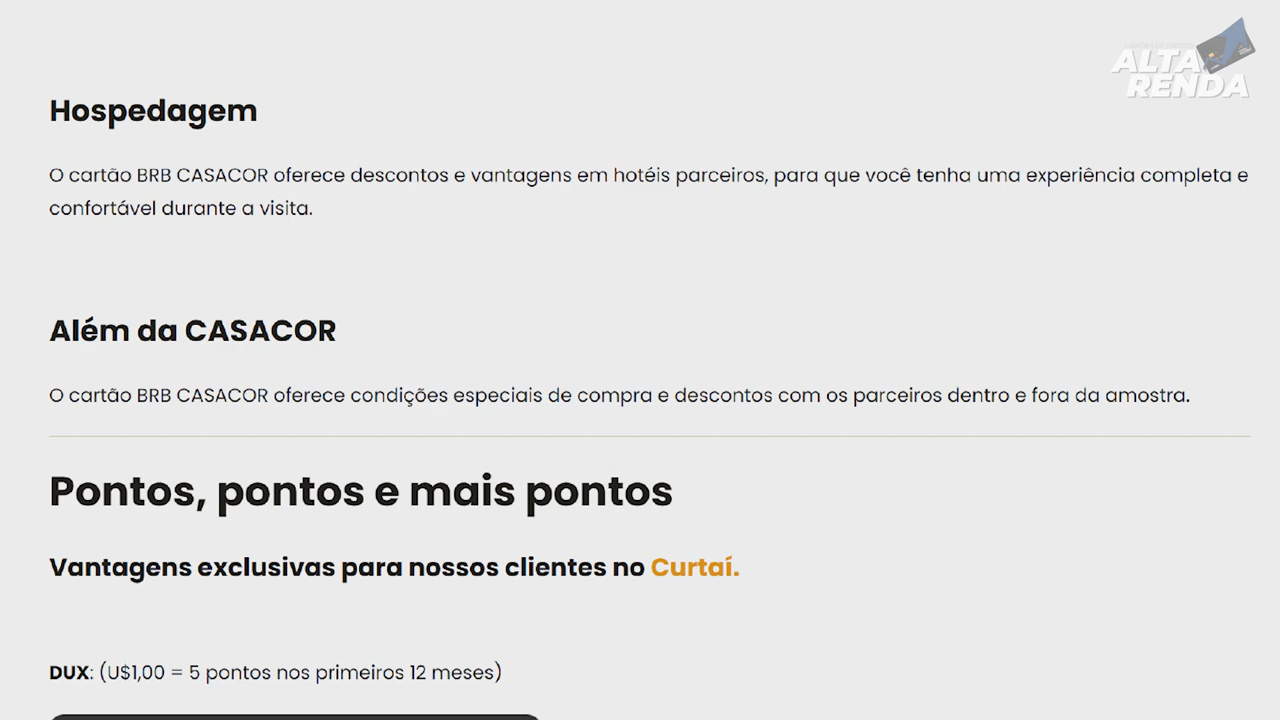 ALTA
RENDA
Hospedagem
O cartão BRB CASACOR oferece descontos e vantagens em hotéis parceiros, para que você tenha uma experiência completa e
confortável durante a visita.
Além da CASACOR
O cartão BRB CASACOR oferece condições especiais de compra e descontos com os parceiros dentro e fora da amostra.
Pontos, pontos e mais pontos
Vantagens exclusivas para nossos clientes no Curtaí.
DUX: (U$1,00 = 5 pontos nos primeiros 12 meses)